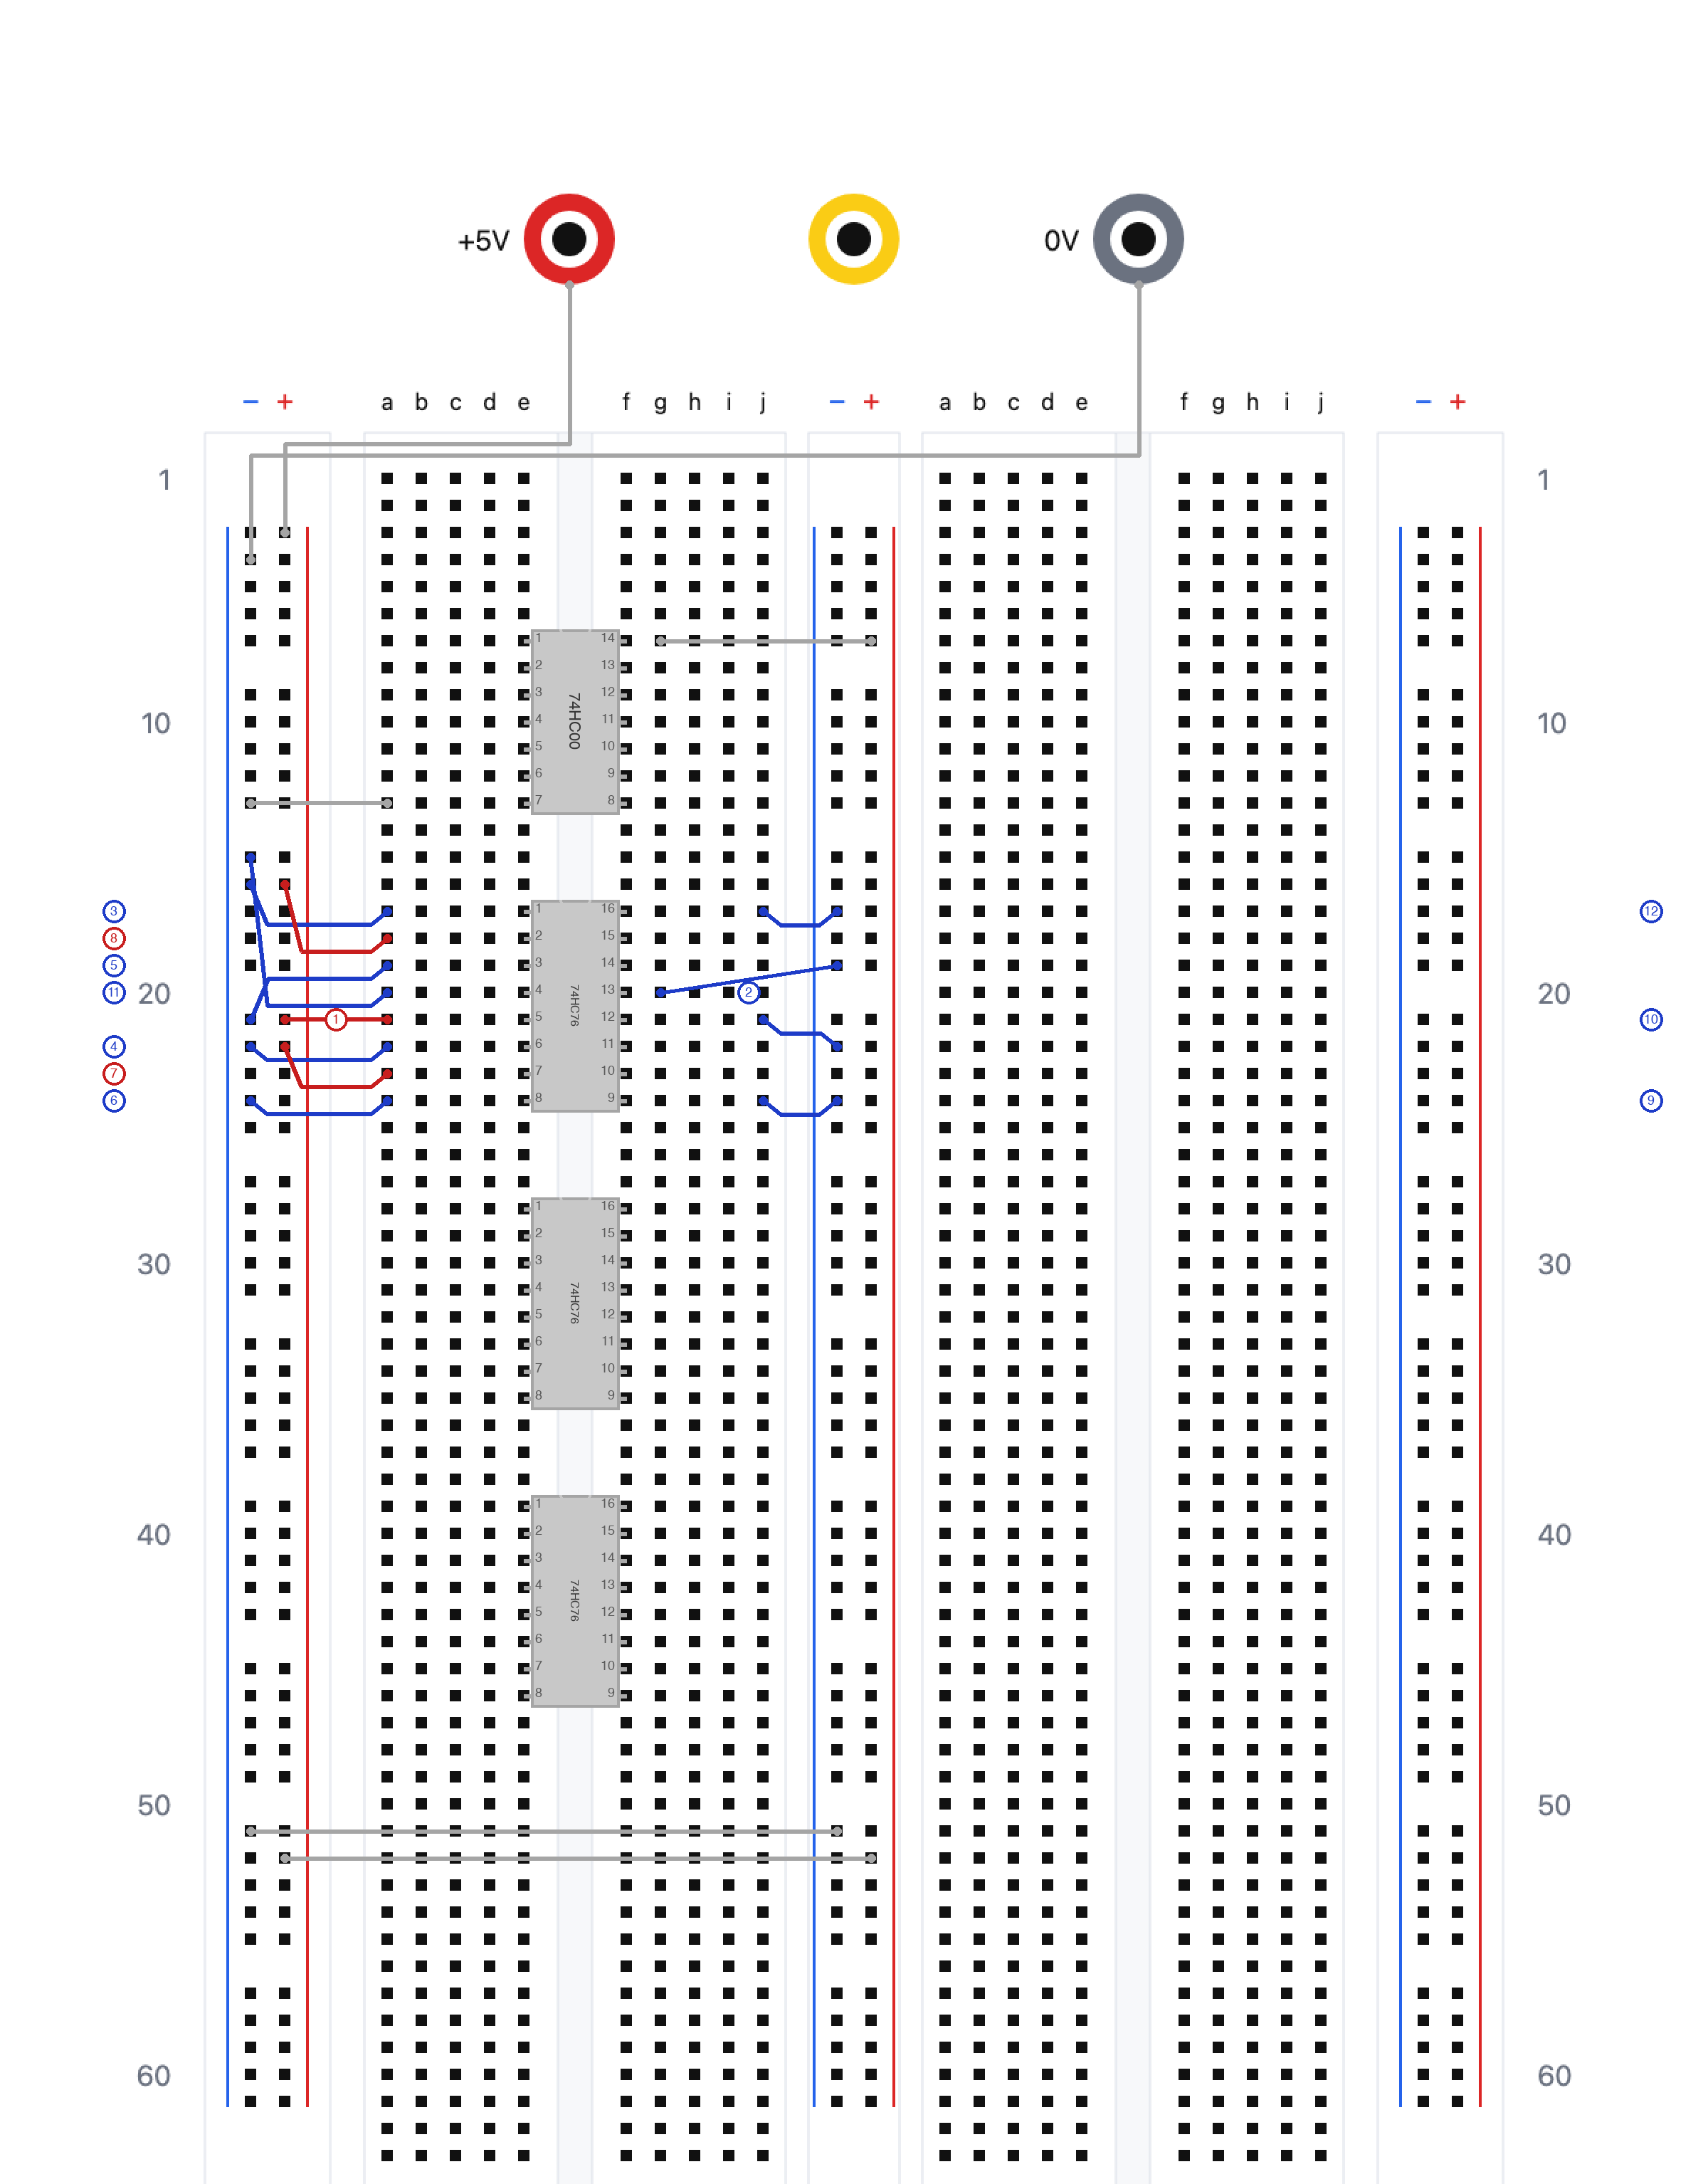 +5V 0V
− + a b c d e f g h i j − + a b c d e f g h i j − +
1 1
1 14
2 13
3 12
10 4 11 10
5 10
6 9
7 8
74HC00
3 1 16 12
8 2 15
5 3 14
11 20 4 13 2 20
1 5 12 10
4 6 11
7 7 10
6 8 9 9
74HC76
1 16
2 15
30 3 14 30
4 13
5 12
6 11
7 10
8 9
74HC76
1 16
40 2 15 40
3 14
4 13
5 12
6 11
7 10
8 9
74HC76
50 50
60 60